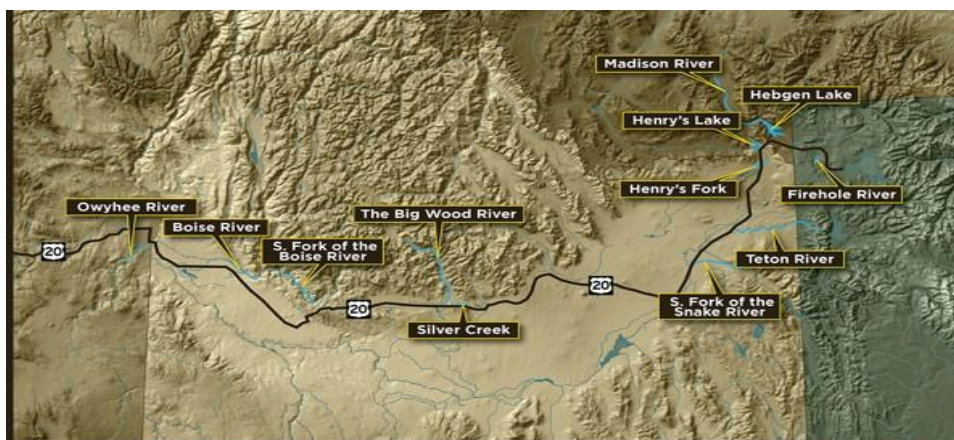 Madison River
Hebgen Lake
Henry's Lake
Henry's Fork
Firehole River
Owyhee River
Boise River
The Big Wood River
S. Fork of the
Boise River
20
Teton River
20
20
S. Fork of the
Snake River
Silver Creek